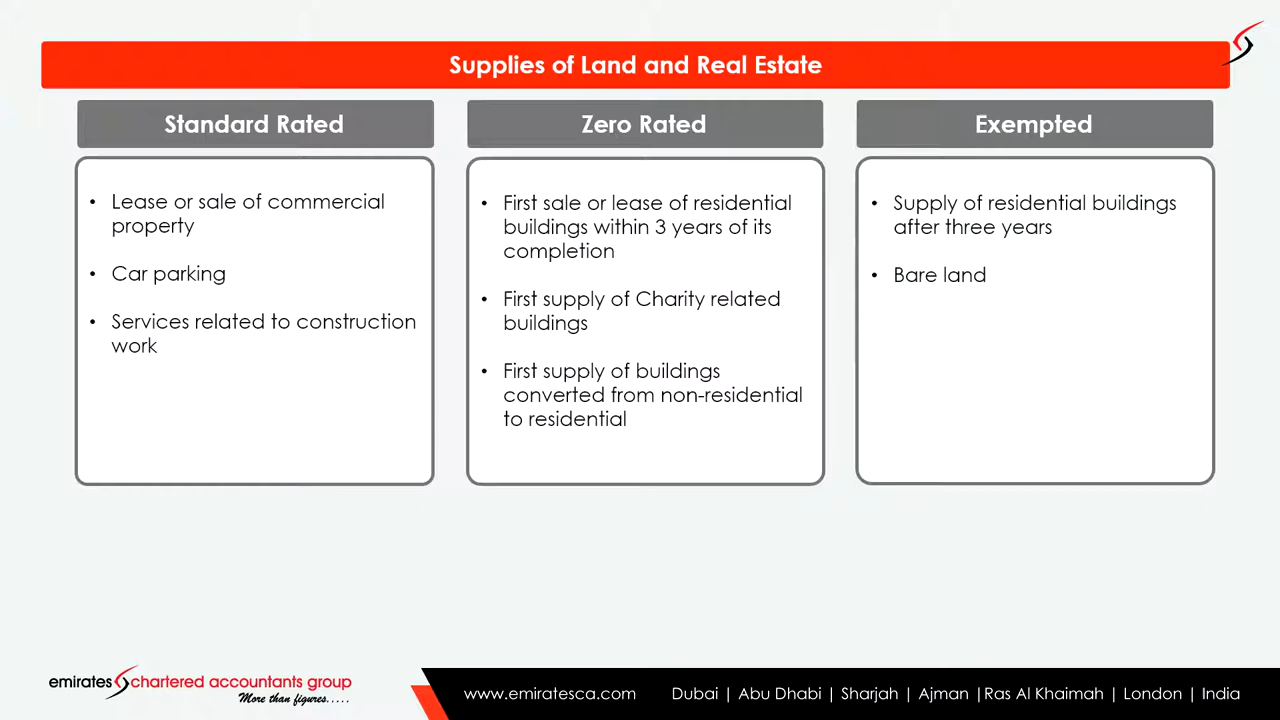 Supplies of Land and Real Estate
Standard Rated
• Lease or sale of commercial
property
• Car parking
• Services related to construction
work
Zero Rated
• First sale or lease of residential
buildings within 3 years of its
completion
• First supply of Charity related
buildings
• First supply of buildings
converted from non-residential
to residential
Exempted
• Supply of residential buildings
after three years
• Bare land
emirates chartered accountants group
More than figures.....
www.emiratesca.com
Dubai | Abu Dhabi | Sharjah | Ajman |Ras Al Khaimah | London | India